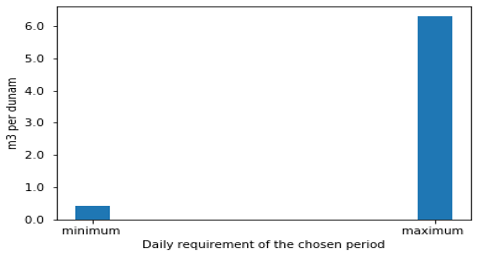 m3 per dunam
6.0
5.0
4.0
3.0
2.0
1.0
0.0
minimum maximum
Daily requirement of the chosen period